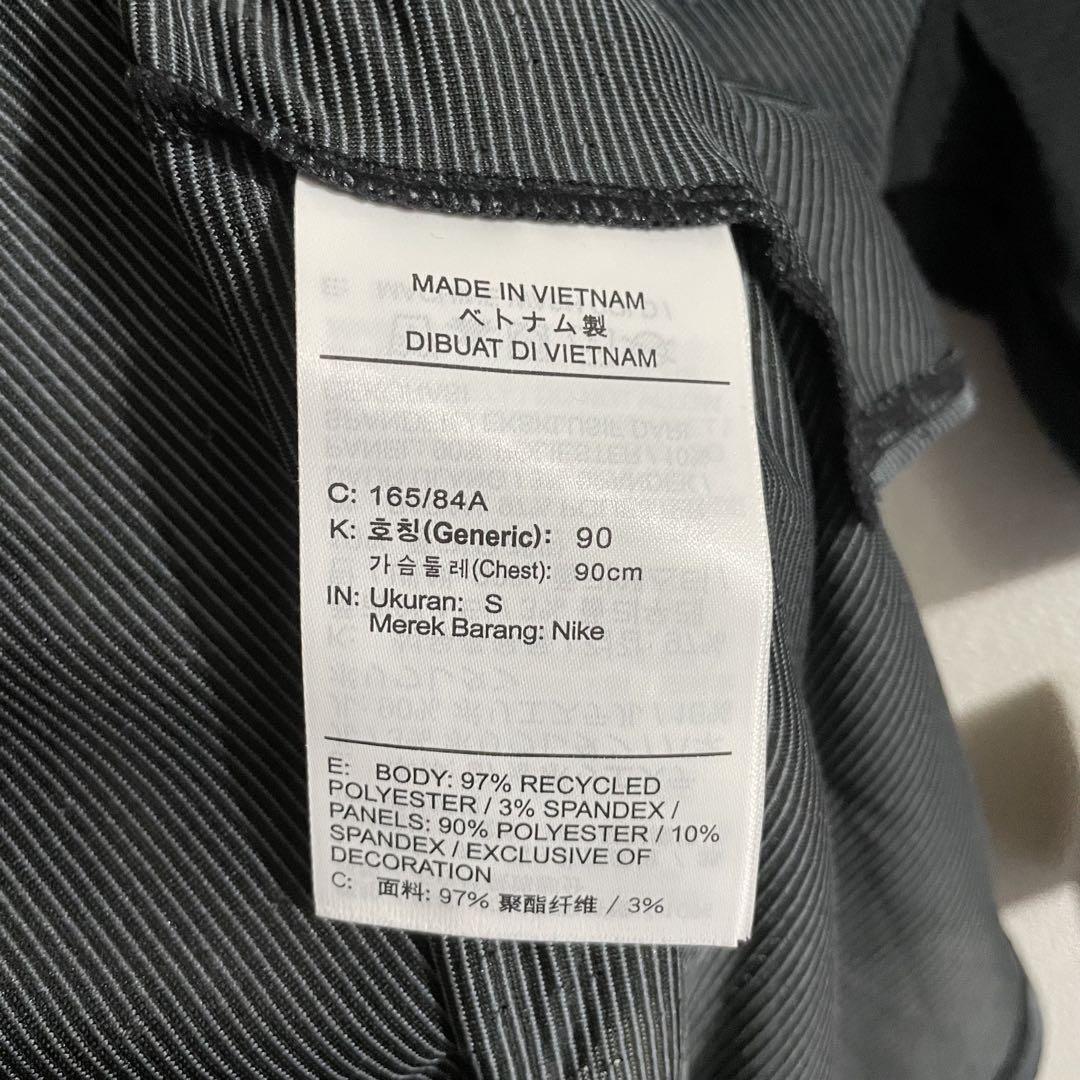 MADE IN VIETNAM
ベトナム製
DIBUAT DI VIETNAM
C: 165/84A
K: 호칭(Generic): 90
가슴둘레(Chest): 90cm
IN: Ukuran: S
Merek Barang: Nike
E: BODY: 97% RECYCLED
POLYESTER / 3% SPANDEX /
PANELS: 90% POLYESTER / 10%
SPANDEX / EXCLUSIVE OF
DECORATION
C: 面料: 97% 聚酯纤维 / 3%